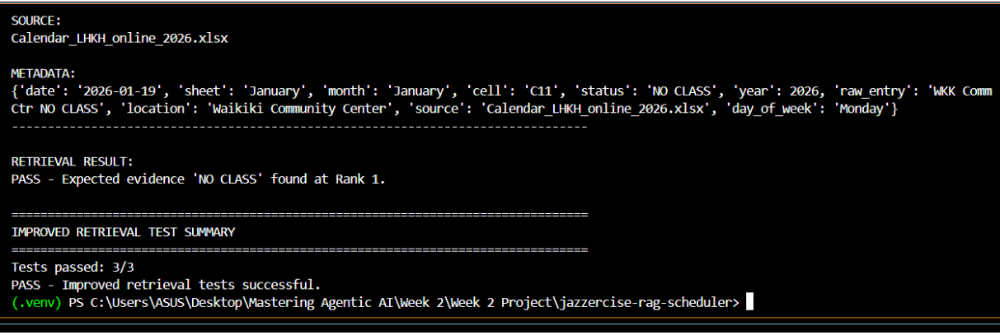 SOURCE:
Calendar_LHKH_online_2026.xlsx
METADATA:
{'date': '2026-01-19', 'sheet': 'January', 'month': 'January', 'cell': 'C11', 'status': 'NO CLASS', 'year': 2026, 'raw_entry': 'WKK Comm
Ctr NO CLASS', 'location': 'Waikiki Community Center', 'source': 'Calendar_LHKH_online_2026.xlsx', 'day_of_week': 'Monday'}
--------------------------------------------------------------------------------
RETRIEVAL RESULT:
PASS - Expected evidence 'NO CLASS' found at Rank 1.
================================================================================
IMPROVED RETRIEVAL TEST SUMMARY
================================================================================
Tests passed: 3/3
PASS - Improved retrieval tests successful.
(.venv) PS C:\Users\ASUS\Desktop\Mastering Agentic AI\Week 2\Week 2 Project\jazzercise-rag-scheduler>